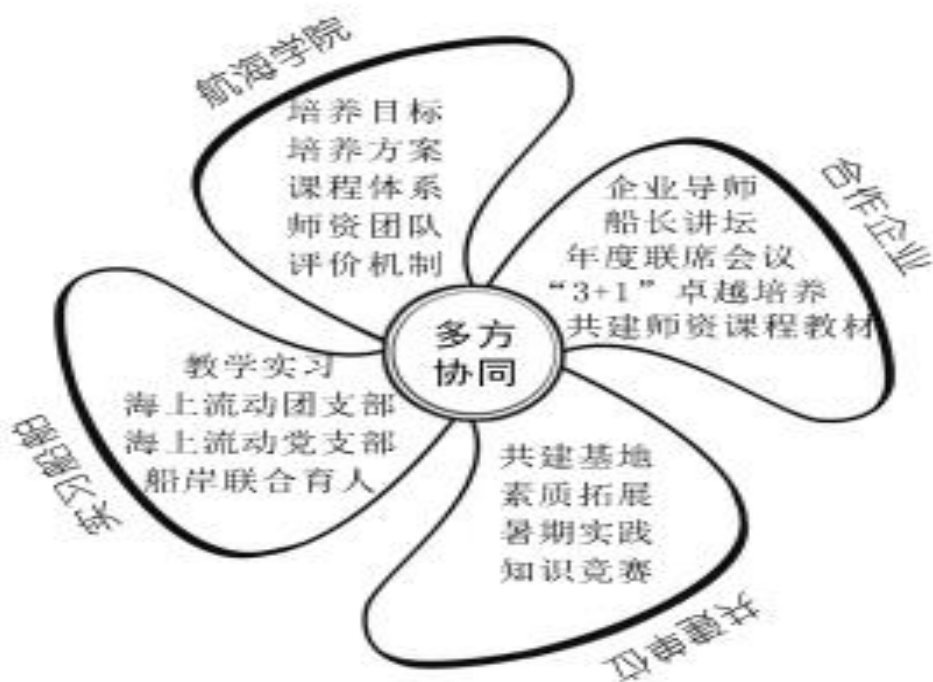 航海学院
培养目标
培养方案
课程体系
师资团队
评价机制
合作企业
企业导师
船长讲坛
年度联席会议
“3+1”卓越培养
共建师资课程教材
多方
协同
实习船舶
教学实习
海上流动团支部
海上流动党支部
船岸联合育人
共建基地
素质拓展
暑期实践
知识竞赛
共建单位